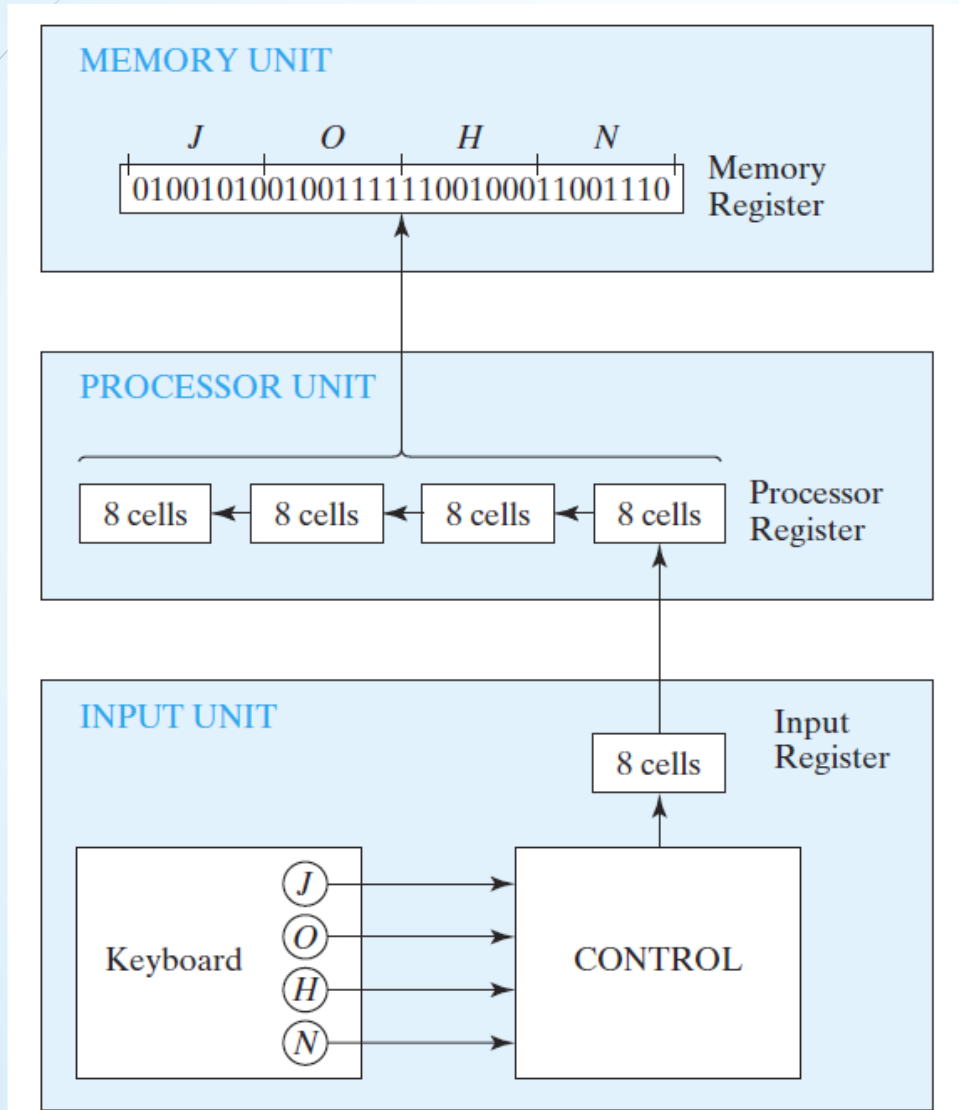 MEMORY UNIT
J O H N
01001010010011111100100011001110
Memory
Register
PROCESSOR UNIT
8 cells 8 cells 8 cells 8 cells
Processor
Register
INPUT UNIT
Input
Register
8 cells
J
O
Keyboard
CONTROL
H
N